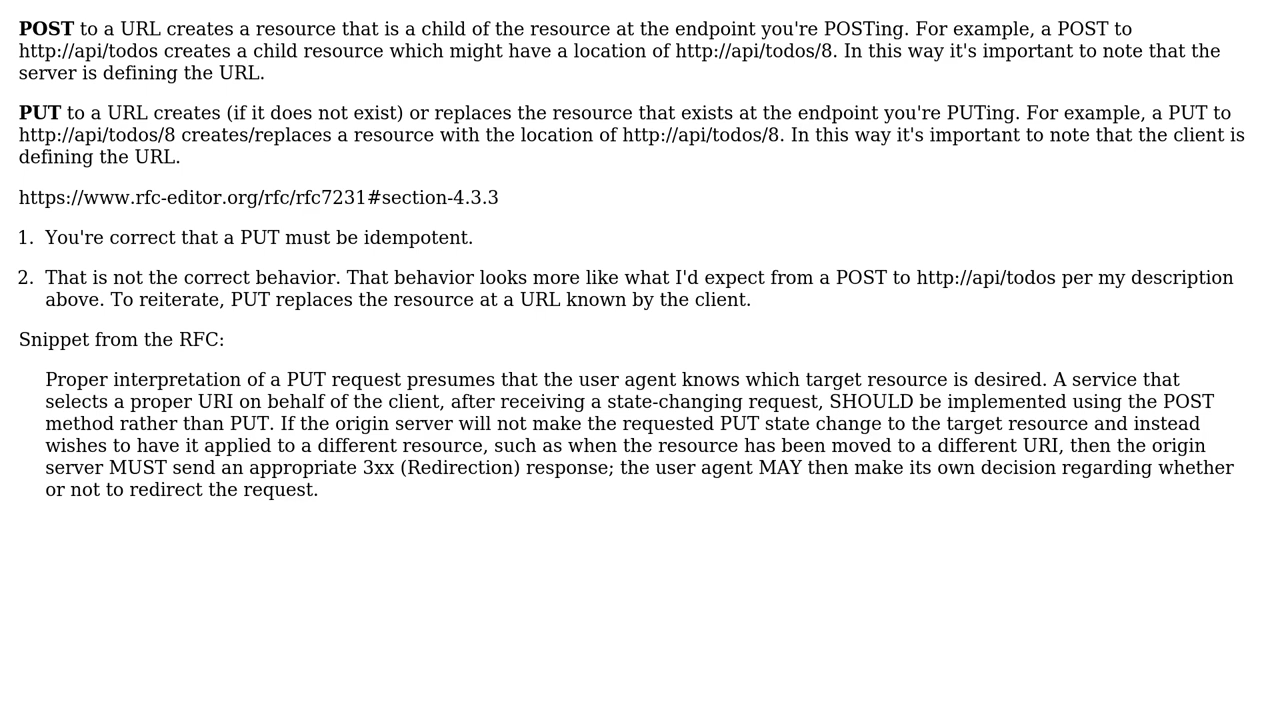 POST to a URL creates a resource that is a child of the resource at the endpoint you're POSTing. For example, a POST to
http://api/todos creates a child resource which might have a location of http://api/todos/8. In this way it's important to note that the
server is defining the URL.
PUT to a URL creates (if it does not exist) or replaces the resource that exists at the endpoint you're PUTing. For example, a PUT to
http://api/todos/8 creates/replaces a resource with the location of http://api/todos/8. In this way it's important to note that the client is
defining the URL.
https://www.rfc-editor.org/rfc/rfc7231#section-4.3.3
1. You're correct that a PUT must be idempotent.
2. That is not the correct behavior. That behavior looks more like what I'd expect from a POST to http://api/todos per my description
above. To reiterate, PUT replaces the resource at a URL known by the client.
Snippet from the RFC:
Proper interpretation of a PUT request presumes that the user agent knows which target resource is desired. A service that
selects a proper URI on behalf of the client, after receiving a state-changing request, SHOULD be implemented using the POST
method rather than PUT. If the origin server will not make the requested PUT state change to the target resource and instead
wishes to have it applied to a different resource, such as when the resource has been moved to a different URI, then the origin
server MUST send an appropriate 3xx (Redirection) response; the user agent MAY then make its own decision regarding whether
or not to redirect the request.